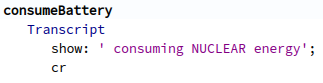 consumeBattery
Transcript
show: ' consuming NUCLEAR energy';
cr